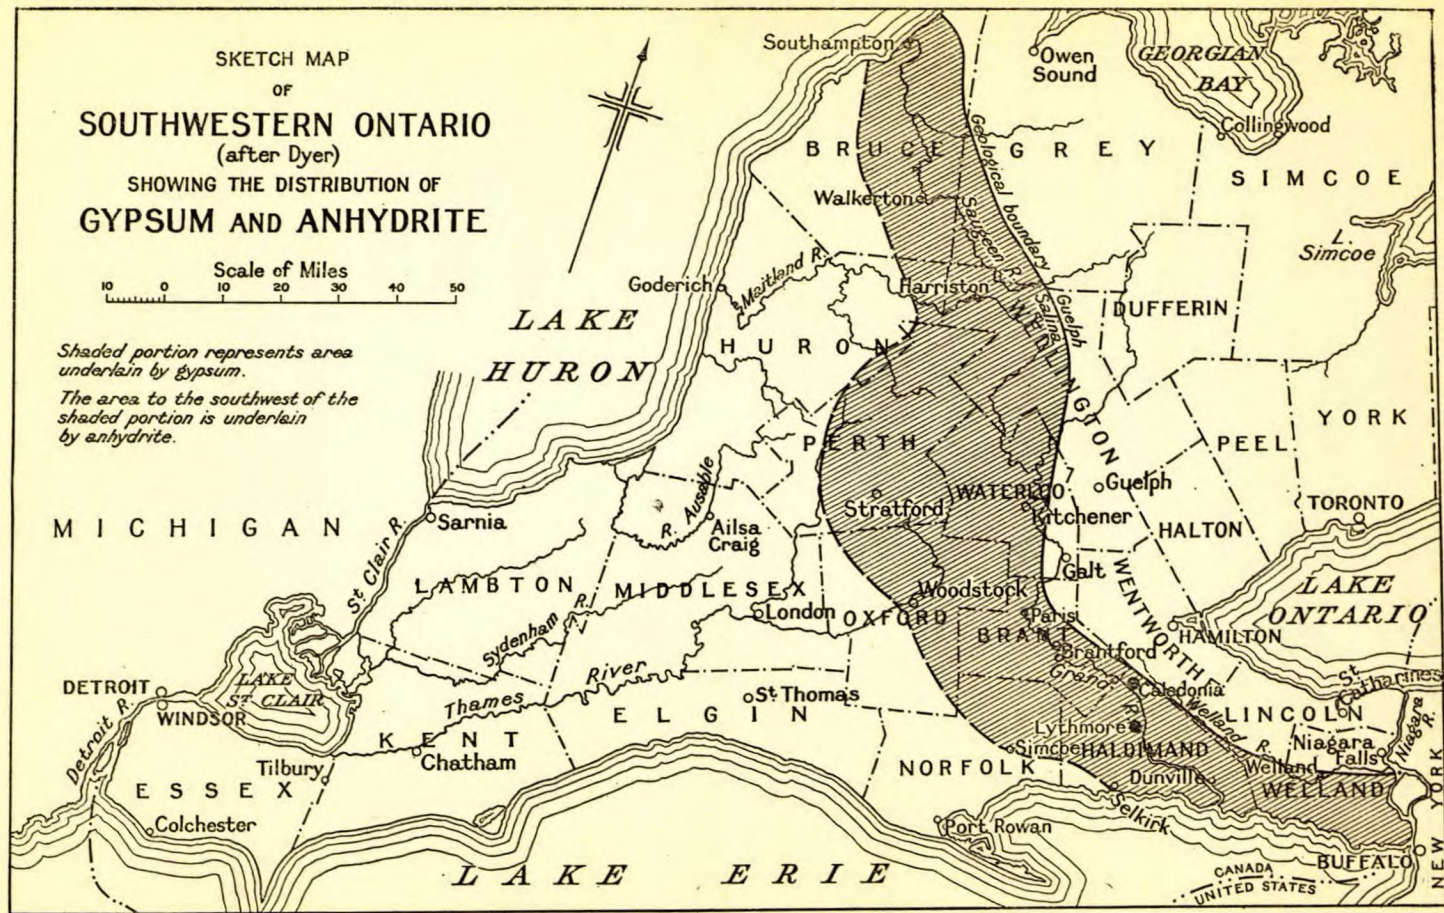 SKETCH MAP
OF
SOUTHWESTERN ONTARIO
(after Dyer)
SHOWING THE DISTRIBUTION OF
GYPSUM AND ANHYDRITE
Scale of Miles
10 0 10 20 30 40 50
Shaded portion represents area
underlain by gypsum.
The area to the southwest of the
shaded portion is underlain
by anhydrite.
Southampton
Owen
Sound
GEORGIAN
BAY
Collingwood
BRUCE
GREY
SIMCOE
Geological boundary
Walkerton
Saugeen R.
L.
Simcoe
Goderich
Maitland R.
Harriston
Guelph
Salina
DUFFERIN
LAKE
HURON
HURON
WELLINGTON
PERTH
PEEL
YORK
Stratford
WATERLOO
Guelph
Kitchener
TORONTO
MICHIGAN
Sarnia
R. Ausable
Ailsa
Craig
HALTON
St. Clair R.
LAMBTON
MIDDLESEX
Woodstock
Galt
WENTWORTH
LAKE
ONTARIO
Sydenham R.
London
OXFORD
Paris
BRANT
HAMILTON
Brantford
DETROIT
WINDSOR
Detroit R.
LAKE
ST CLAIR
Thames River
St. Thomas
Grand R.
Caledonia
St
Catharines
ELGIN
Welland R.
LINCOLN
Niagara R.
KENT
Chatham
Lythmore
Simcoe
HALDIMAND
Niagara
Falls
Tilbury
NORFOLK
Dunville
Welland
WELLAND
ESSEX
Colchester
Selkirk
Port Rowan
BUFFALO
NEW YORK
LAKE ERIE
CANADA
UNITED STATES